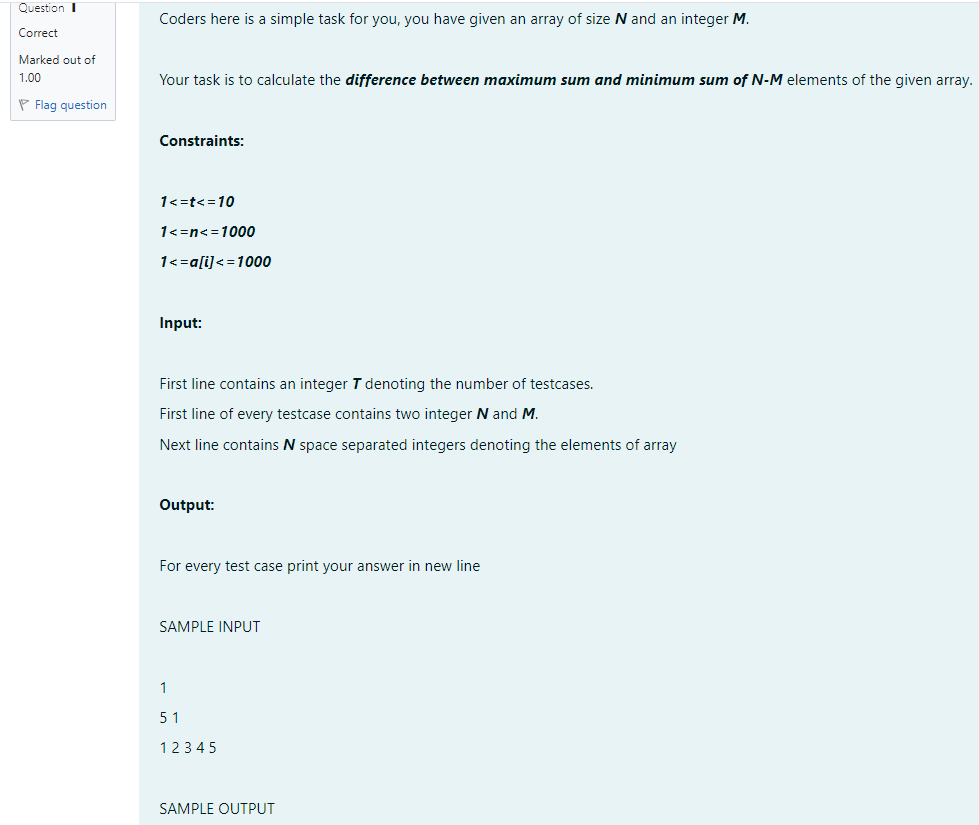 Question 1
Correct
Marked out of
1.00
Flag question
Coders here is a simple task for you, you have given an array of size N and an integer M.
Your task is to calculate the difference between maximum sum and minimum sum of N-M elements of the given array.
Constraints:
1<=t<=10
1<=n<=1000
1<=a[i]<=1000
Input:
First line contains an integer T denoting the number of testcases.
First line of every testcase contains two integer N and M.
Next line contains N space separated integers denoting the elements of array
Output:
For every test case print your answer in new line
SAMPLE INPUT
1
5 1
1 2 3 4 5
SAMPLE OUTPUT